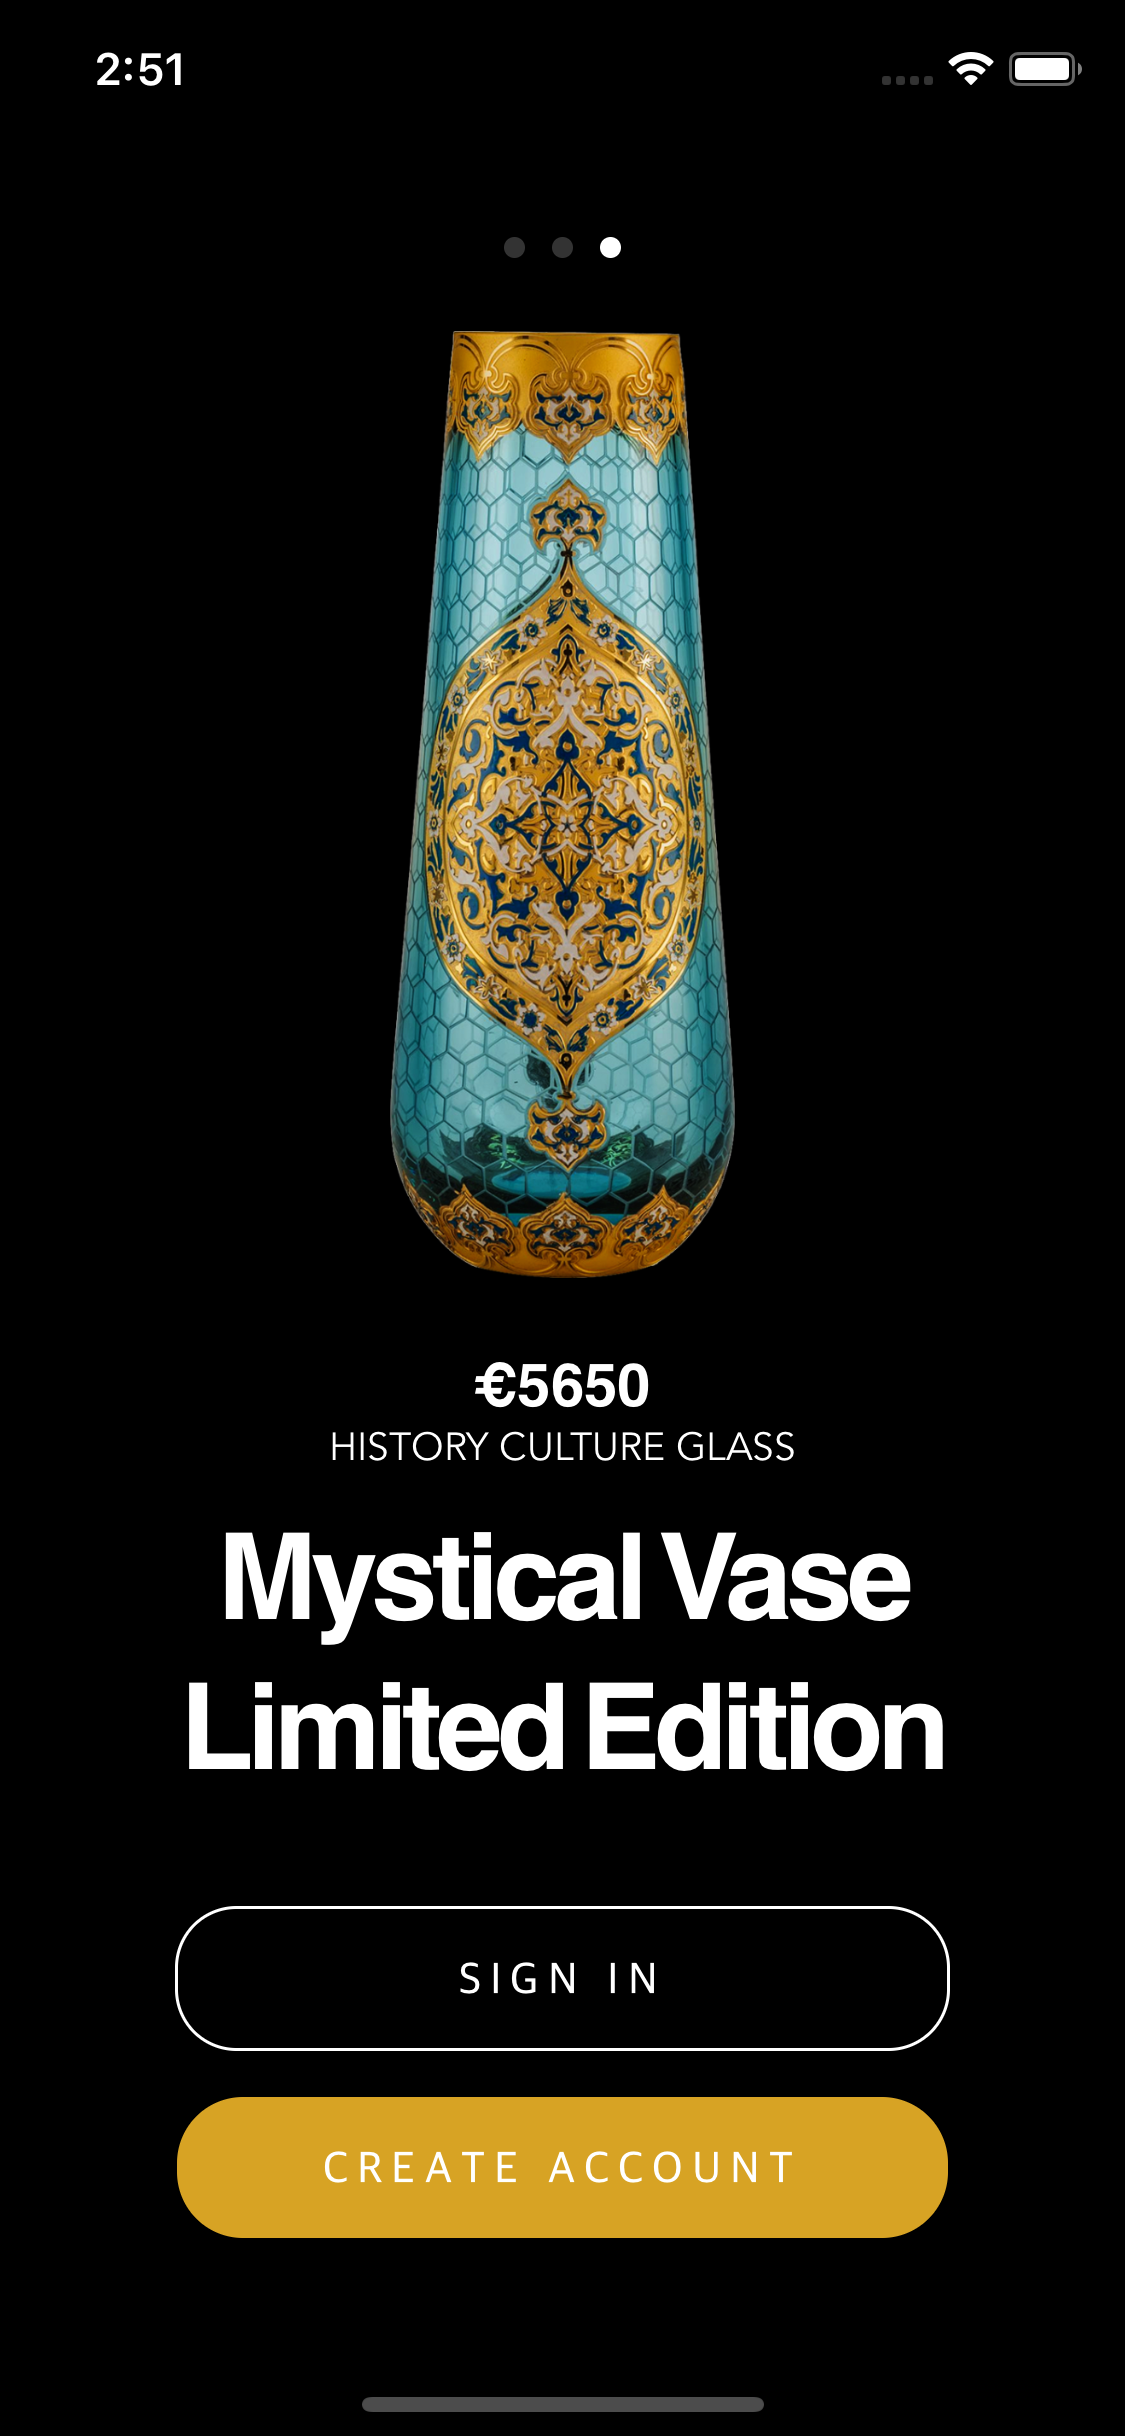 2:51
€5650
HISTORY CULTURE GLASS
Mystical Vase
Limited Edition
SIGN IN
CREATE ACCOUNT